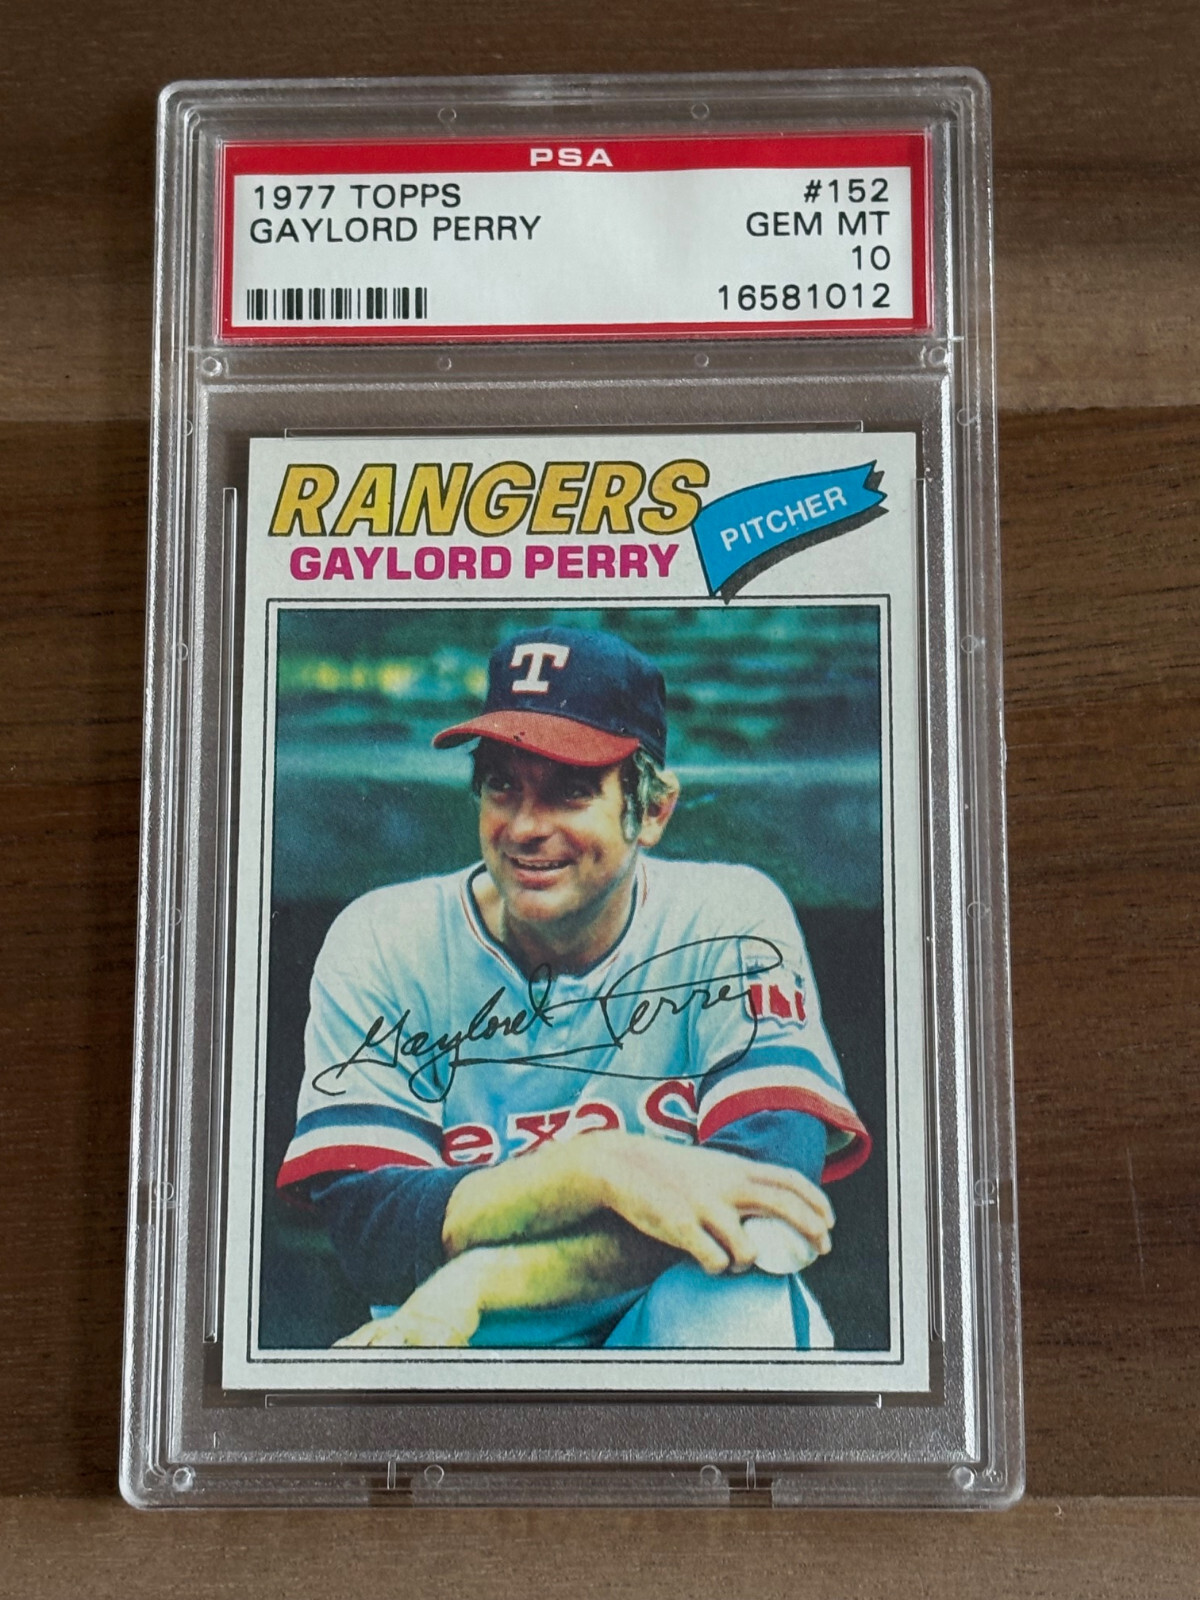 PSA
1977 TOPPS #152
GAYLORD PERRY GEM MT
10
16581012
RANGERS
PITCHER
GAYLORD PERRY
T
Gaylord Perry
exas